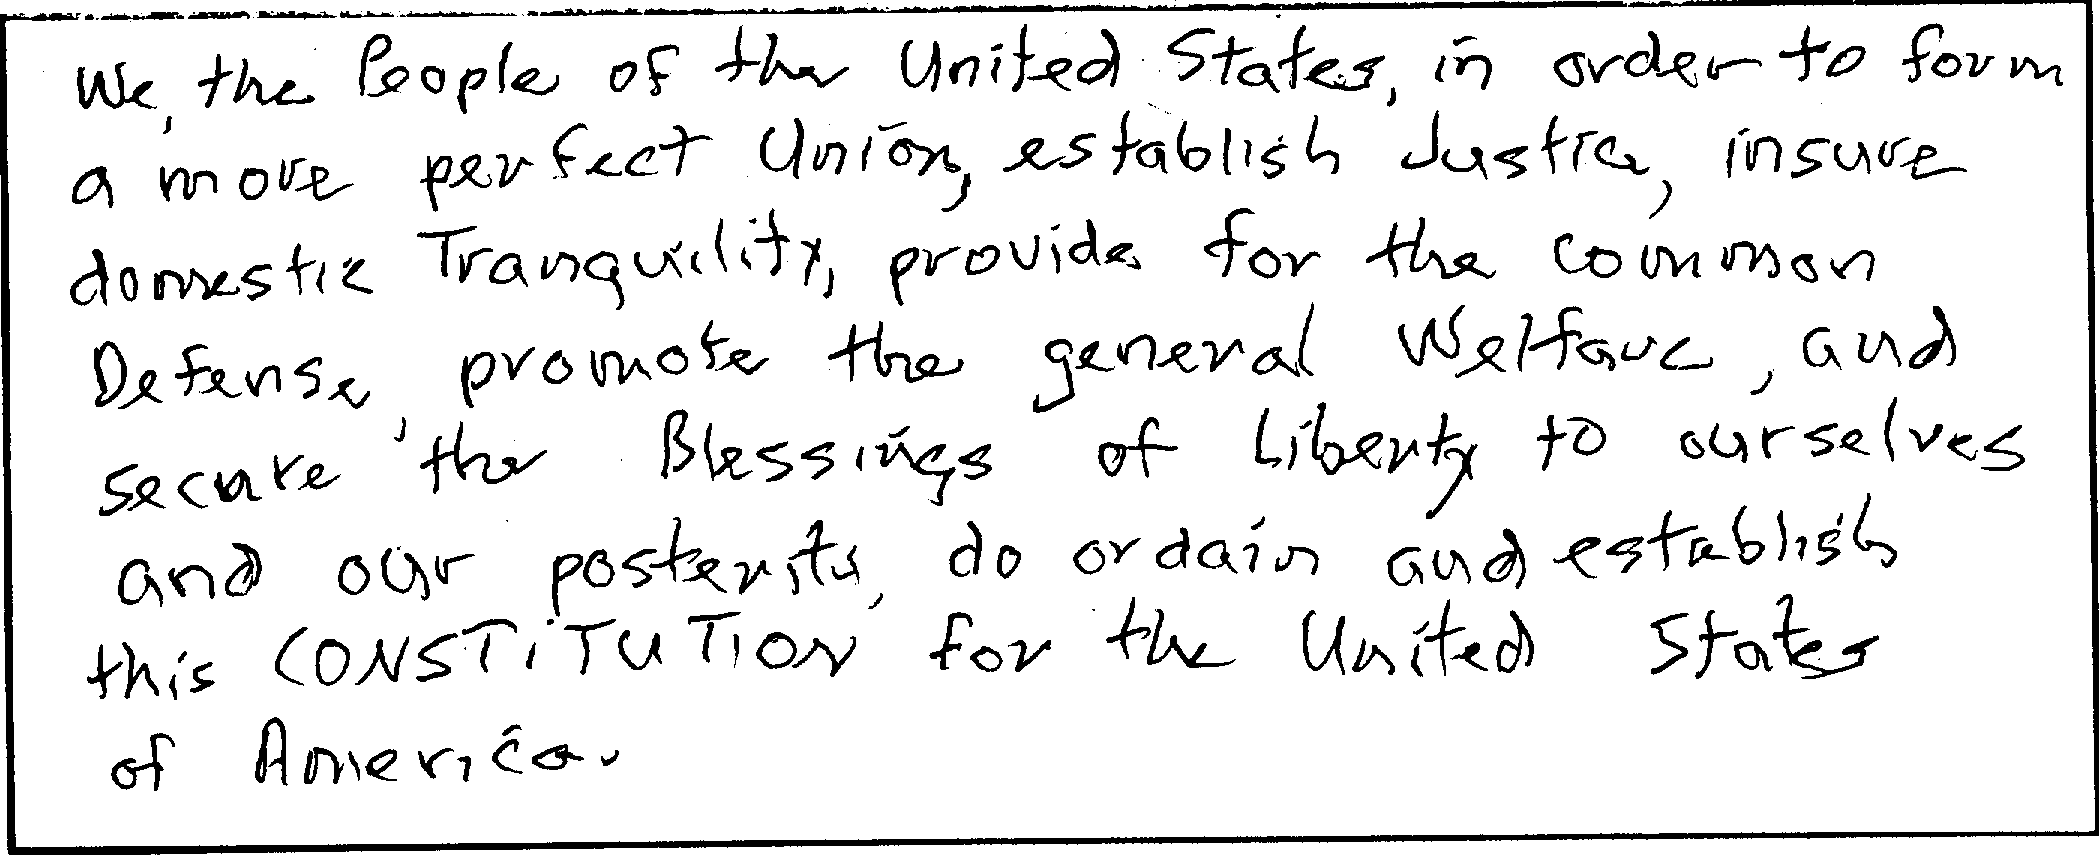 We, the People of the United States, in order to form
a more perfect Union, establish Justice, insure
domestic Tranquility, provide for the common
Defense, promote the general Welfare, and
secure the Blessings of Liberty to ourselves
and our posterity, do ordain and establish
this CONSTiTUTION for the United States
of America.